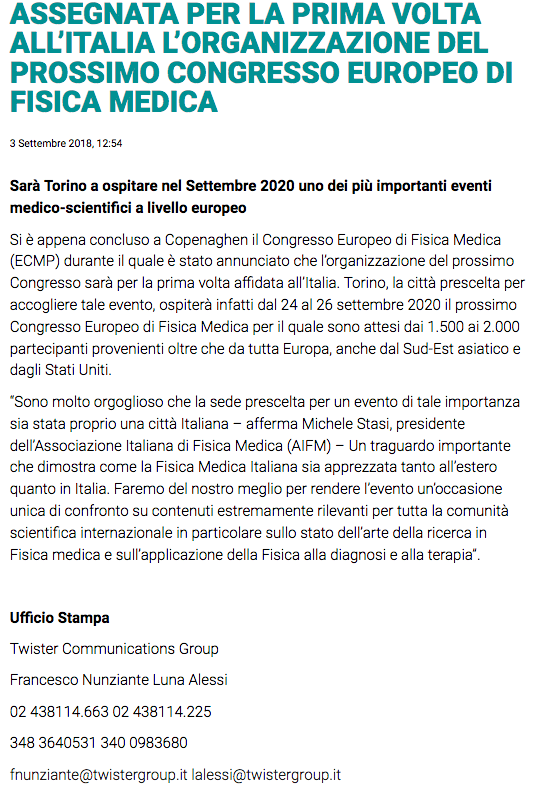 ASSEGNATA PER LA PRIMA VOLTA
ALL’ITALIA L’ORGANIZZAZIONE DEL
PROSSIMO CONGRESSO EUROPEO DI
FISICA MEDICA
3 Settembre 2018, 12:54
Sarà Torino a ospitare nel Settembre 2020 uno dei più importanti eventi
medico-scientifici a livello europeo
Si è appena concluso a Copenaghen il Congresso Europeo di Fisica Medica
(ECMP) durante il quale è stato annunciato che l’organizzazione del prossimo
Congresso sarà per la prima volta affidata all’Italia. Torino, la città prescelta per
accogliere tale evento, ospiterà infatti dal 24 al 26 settembre 2020 il prossimo
Congresso Europeo di Fisica Medica per il quale sono attesi dai 1.500 ai 2.000
partecipanti provenienti oltre che da tutta Europa, anche dal Sud-Est asiatico e
dagli Stati Uniti.
“Sono molto orgoglioso che la sede prescelta per un evento di tale importanza
sia stata proprio una città Italiana – afferma Michele Stasi, presidente
dell’Associazione Italiana di Fisica Medica (AIFM) – Un traguardo importante
che dimostra come la Fisica Medica Italiana sia apprezzata tanto all’estero
quanto in Italia. Faremo del nostro meglio per rendere l’evento un’occasione
unica di confronto su contenuti estremamente rilevanti per tutta la comunità
scientifica internazionale in particolare sullo stato dell’arte della ricerca in
Fisica medica e sull’applicazione della Fisica alla diagnosi e alla terapia”.
Ufficio Stampa
Twister Communications Group
Francesco Nunziante Luna Alessi
02 438114.663 02 438114.225
348 3640531 340 0983680
fnunziante@twistergroup.it lalessi@twistergroup.it